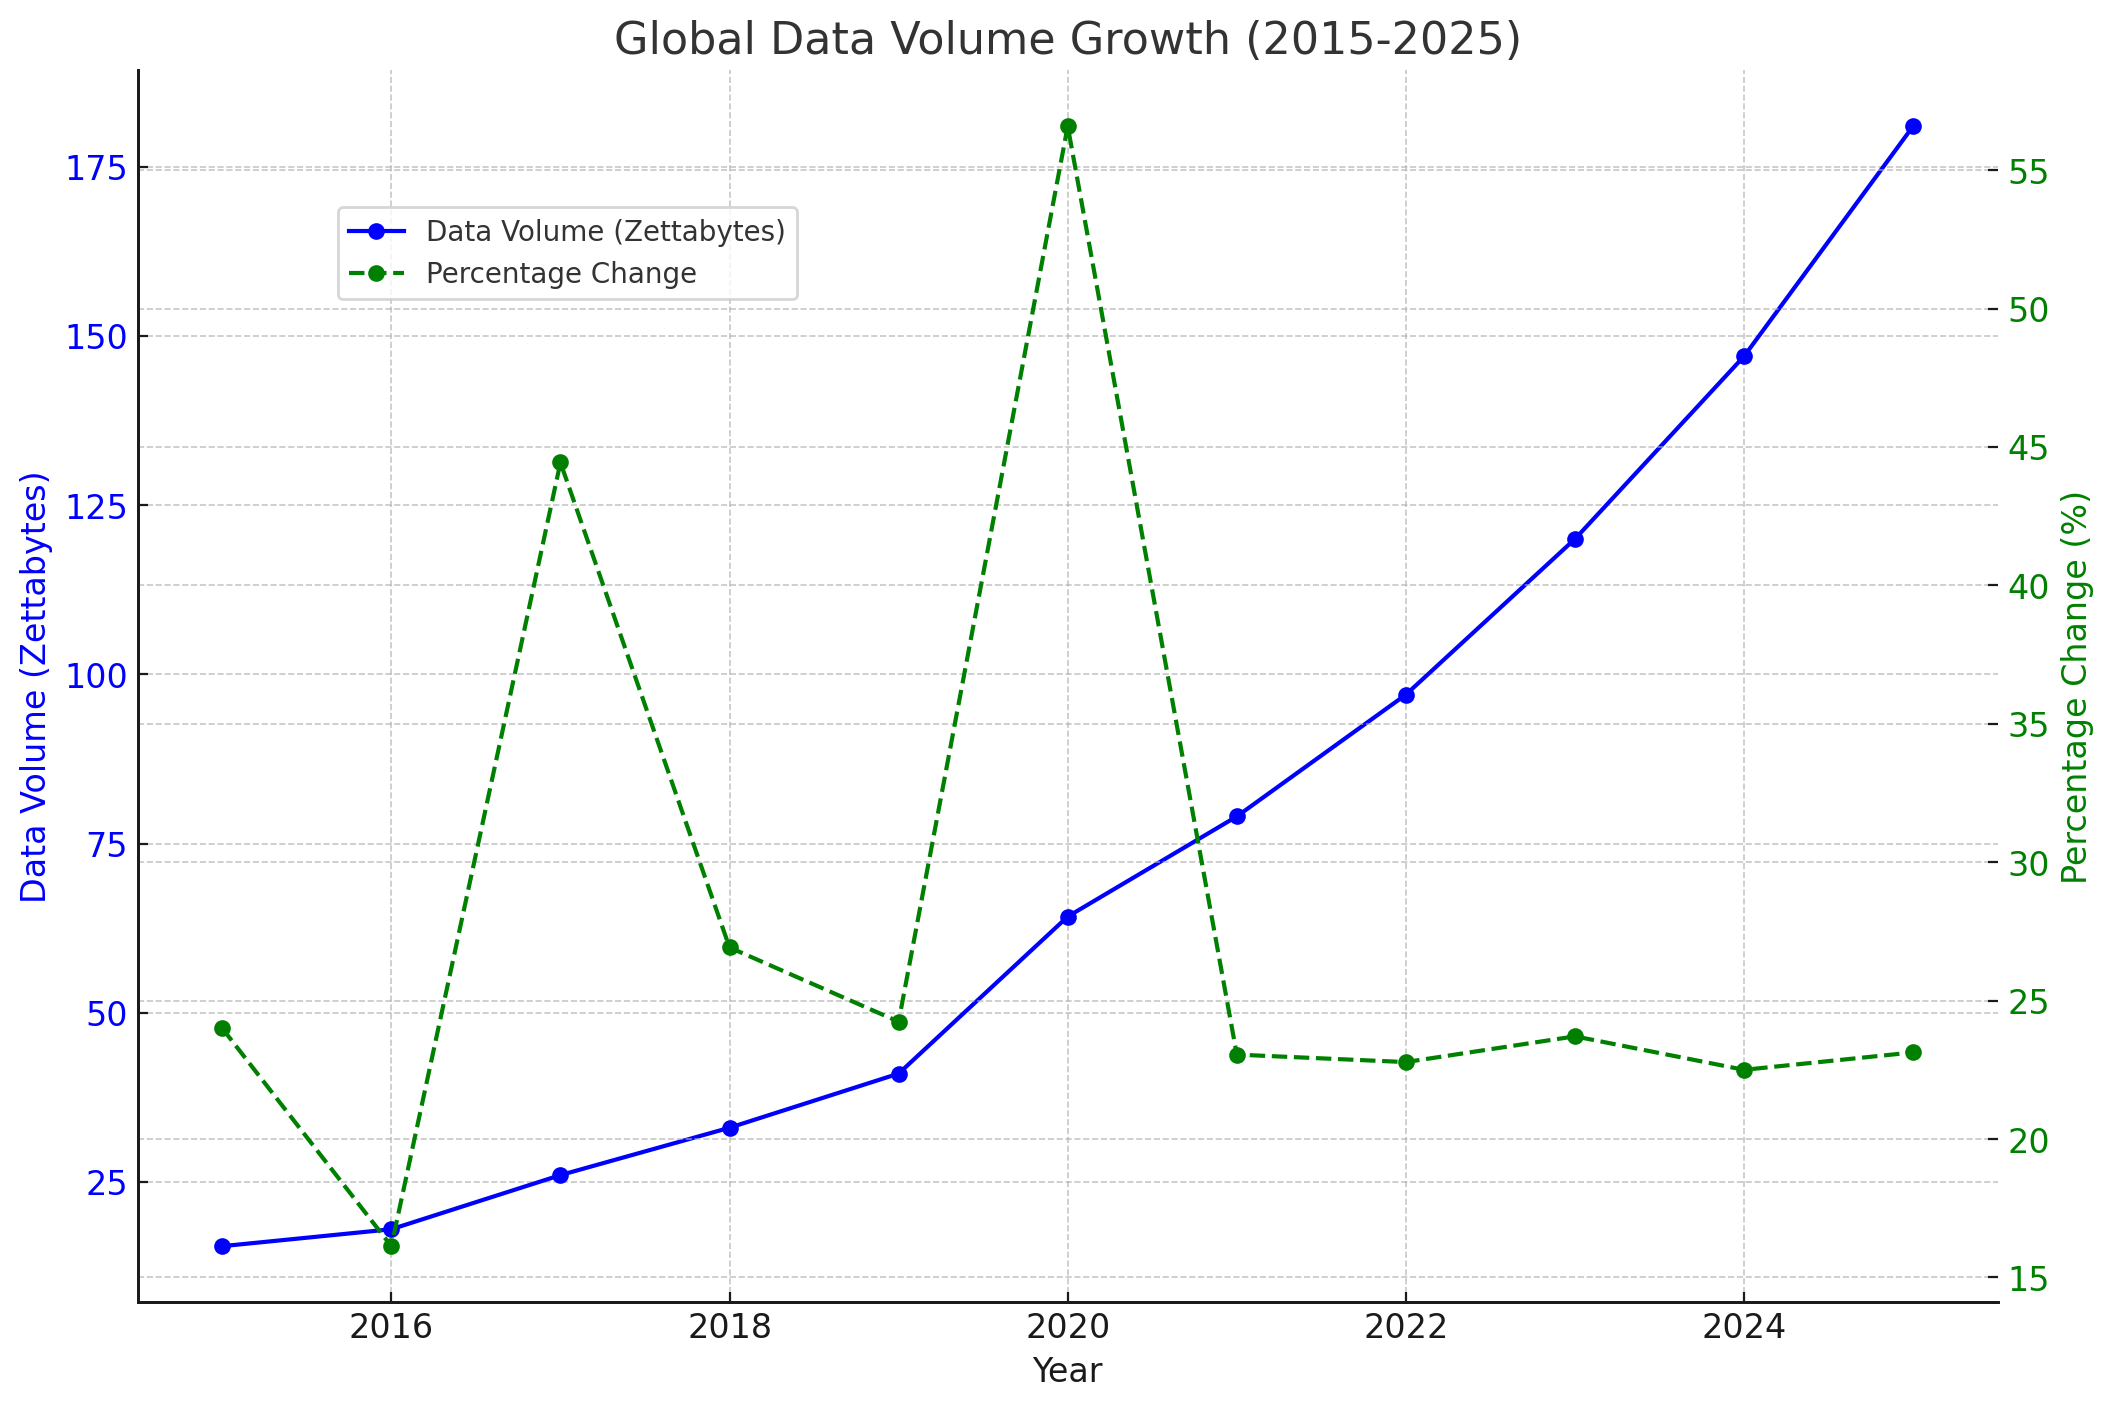 Global Data Volume Growth (2015-2025)
Data Volume (Zettabytes)
Percentage Change
175
150
125
100
75
50
25
Data Volume (Zettabytes)
55
50
45
40
35
30
25
20
15
Percentage Change (%)
2016 2018 2020 2022 2024
Year